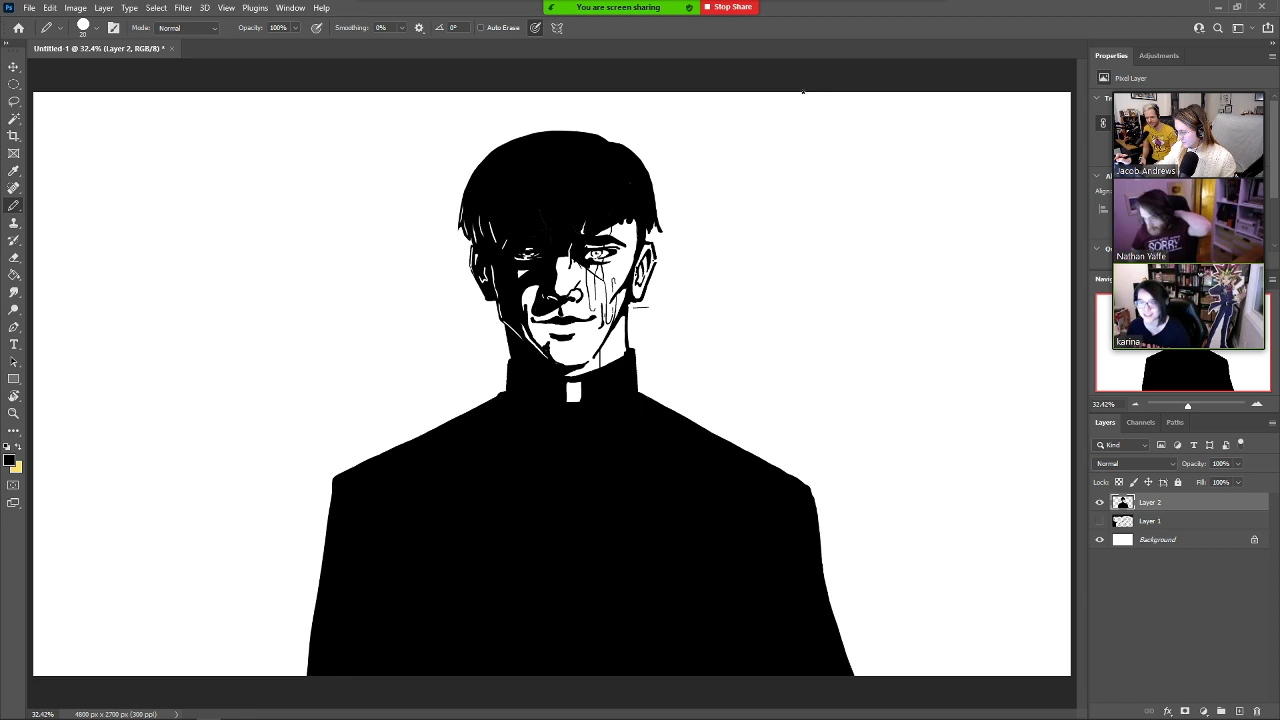 You are screen sharing
Stop Share
Ps File Edit Image Layer Type Select Filter 3D View Plugins Window Help
20 Mode: Normal Opacity: 100% Smoothing: 0% 0° Auto Erase
Untitled-1 @ 32.4% (Layer 2, RGB/8) *
Properties Adjustments
Pixel Layer
Jacob Andrews
SORRY
Nathan Yaffe
karina
32.42%
Layers Channels Paths
Kind
Normal Opacity: 100%
Lock: Fill: 100%
Layer 2
Layer 1
Background
32.42% 4800 px x 2700 px (300 ppi)